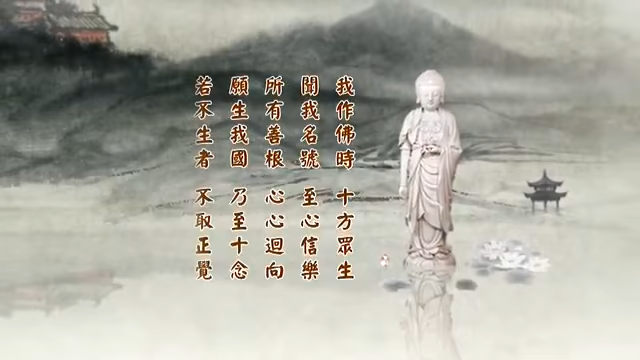 我作佛時 十方眾生
聞我名號 至心信樂
所有善根 心心迴向
願生我國 乃至十念
若不生者 不取正覺